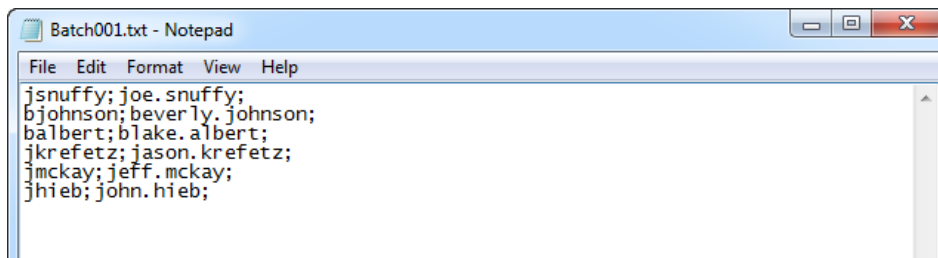 Batch001.txt - Notepad
File Edit Format View Help
jsnuffy;joe.snuffy;
bjohnson;beverly.johnson;
balbert;blake.albert;
jkrefetz;jason.krefetz;
jmckay;jeff.mckay;
jhieb;john.hieb;